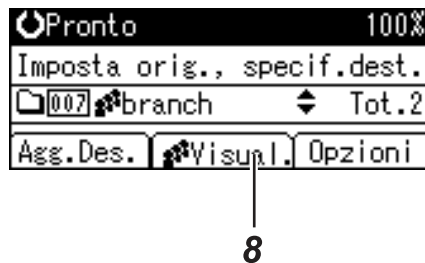 Pronto 100%
Imposta orig., specif.dest.
007 branch Tot.2
Agg.Des. Visual. Opzioni
8